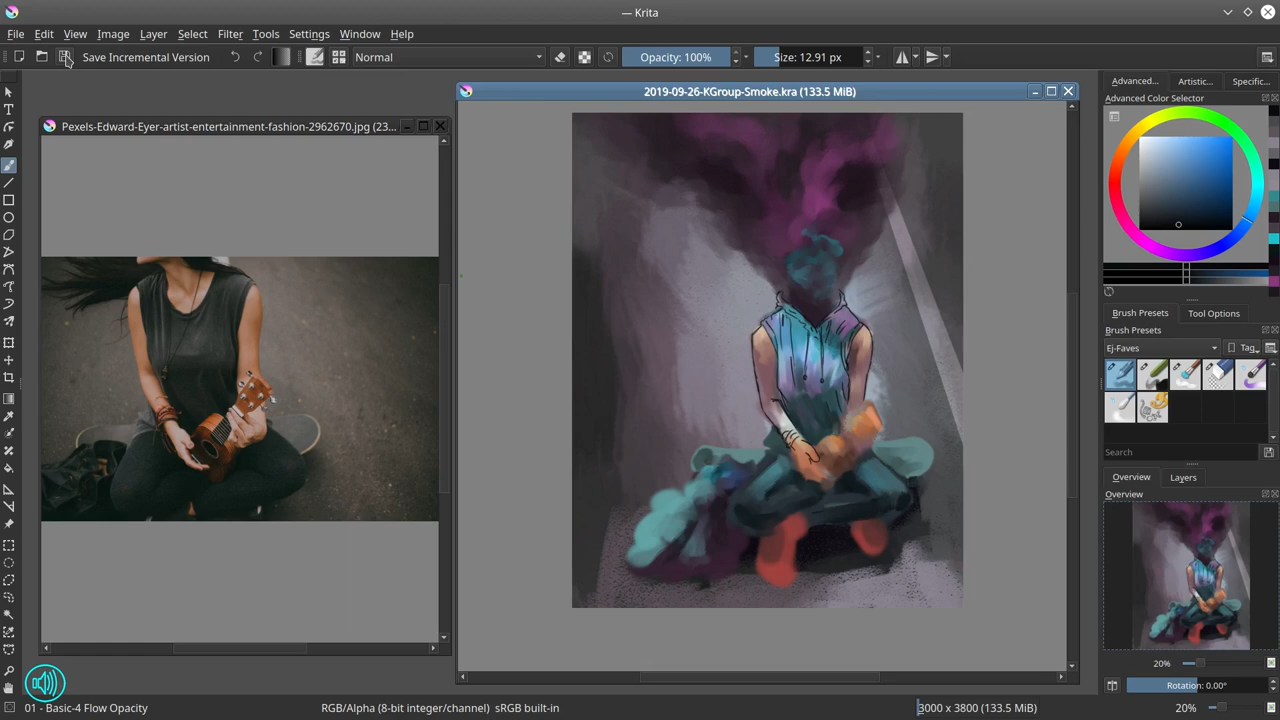 — Krita
File Edit View Image Layer Select Filter Tools Settings Window Help
Save Incremental Version Normal Opacity: 100% Size: 12.91 px
Pexels-Edward-Eyer-artist-entertainment-fashion-2962670.jpg (23...
2019-09-26-KGroup-Smoke.kra (133.5 MiB)
Advanced... Artistic... Specific...
Advanced Color Selector
Brush Presets Tool Options
Brush Presets
Ej-Faves Tag
Search
Overview Layers
Overview
20%
Rotation: 0.00°
01 - Basic-4 Flow Opacity RGB/Alpha (8-bit integer/channel) sRGB built-in 3000 x 3800 (133.5 MiB) 20%